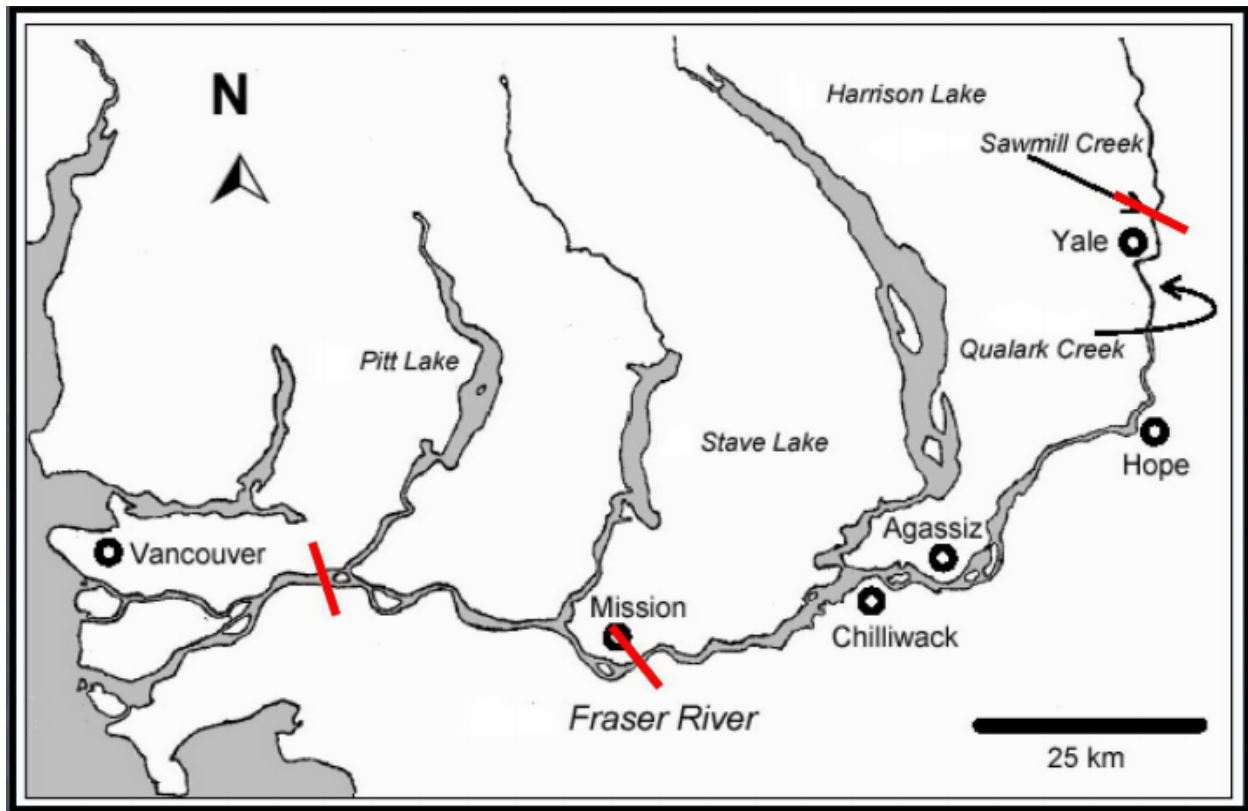 N
Harrison Lake
Sawmill Creek
Yale
Pitt Lake
Qualark Creek
Stave Lake
Hope
Agassiz
Vancouver
Mission
Chilliwack
Fraser River
25 km